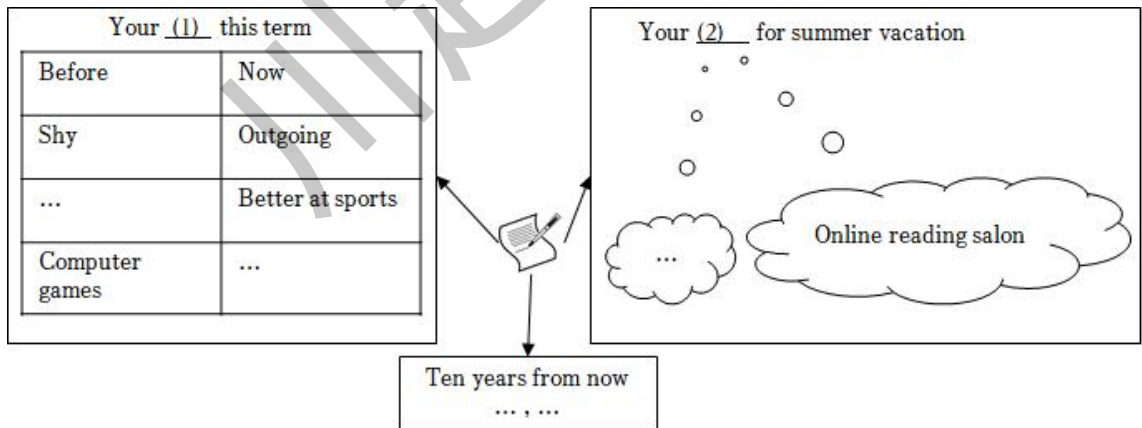 Your (1) this term
Before Now
Shy Outgoing
... Better at sports
Computer games ...
Your (2) for summer vacation
...
Online reading salon
Ten years from now
... , ...